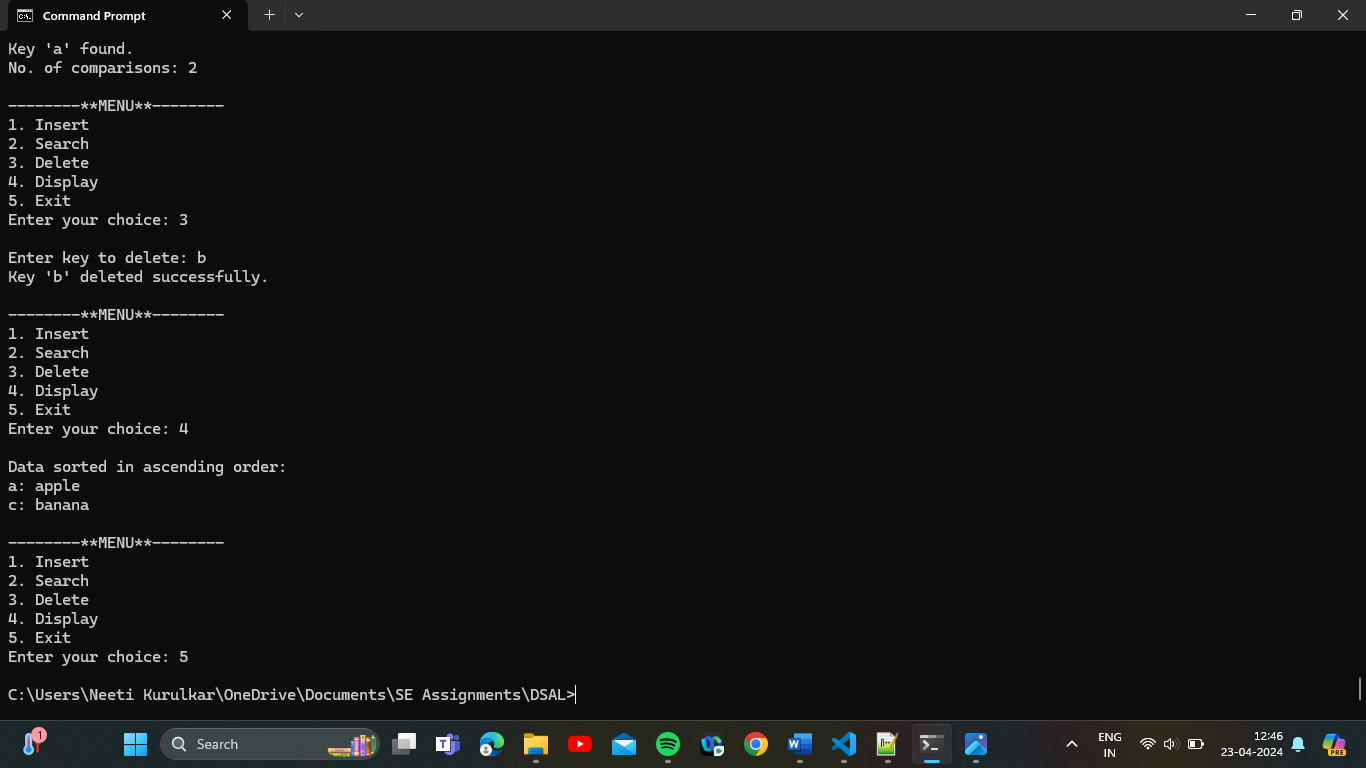 Command Prompt
Key 'a' found.
No. of comparisons: 2
--------**MENU**--------
1. Insert
2. Search
3. Delete
4. Display
5. Exit
Enter your choice: 3
Enter key to delete: b
Key 'b' deleted successfully.
--------**MENU**--------
1. Insert
2. Search
3. Delete
4. Display
5. Exit
Enter your choice: 4
Data sorted in ascending order:
a: apple
c: banana
--------**MENU**--------
1. Insert
2. Search
3. Delete
4. Display
5. Exit
Enter your choice: 5
C:\Users\Neeti Kurulkar\OneDrive\Documents\SE Assignments\DSAL>
1
Search
ENG
IN
12:46
23-04-2024
PRE